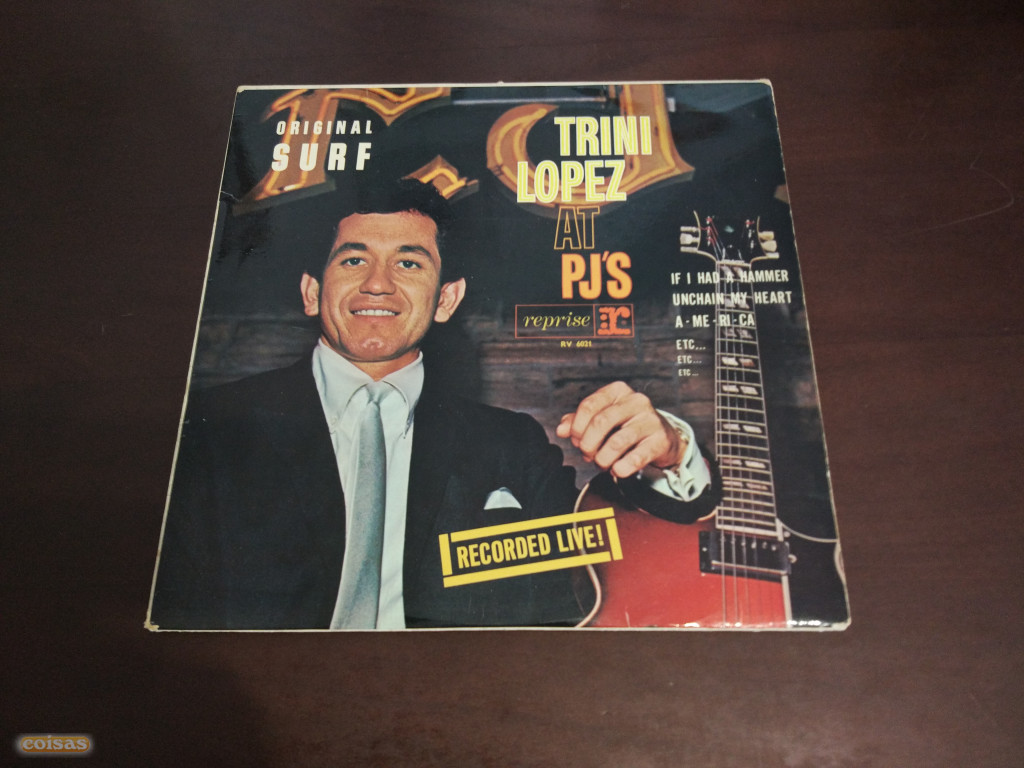 ORIGINAL
SURF
TRINI
LOPEZ
AT
PJ'S
reprise r:
RV 6021
IF I HAD A HAMMER
UNCHAIN MY HEART
A-ME-RI-CA
ETC...
ETC...
ETC...
RECORDED LIVE!
coisas